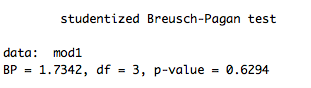 studentized Breusch-Pagan test
data: mod1
BP = 1.7342, df = 3, p-value = 0.6294